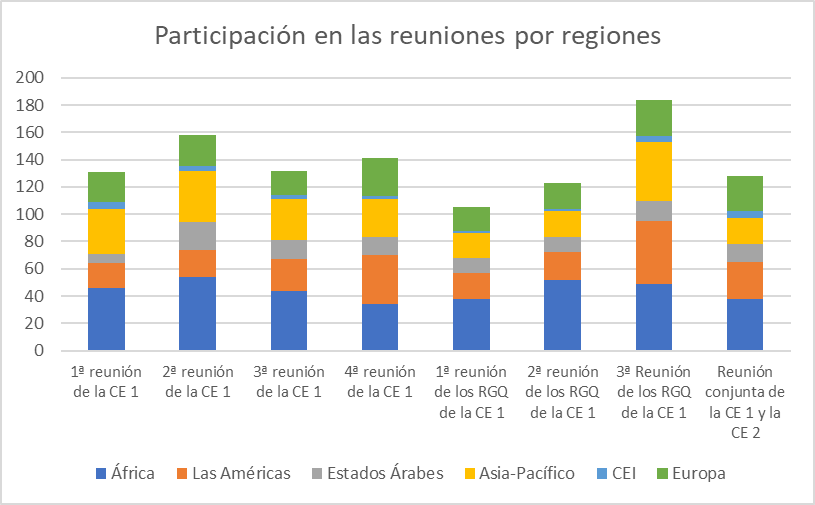 Participación en las reuniones por regiones
200
180
160
140
120
100
80
60
40
20
0
1ª reunión
de la CE 1
2ª reunión
de la CE 1
3ª reunión
de la CE 1
4ª reunión
de la CE 1
1ª reunión
de los RGQ
de la CE 1
2ª reunión
de los RGQ
de la CE 1
3ª Reunión
de los RGQ
de la CE 1
Reunión
conjunta de
la CE 1 y la
CE 2
África
Las Américas
Estados Árabes
Asia-Pacífico
CEI
Europa